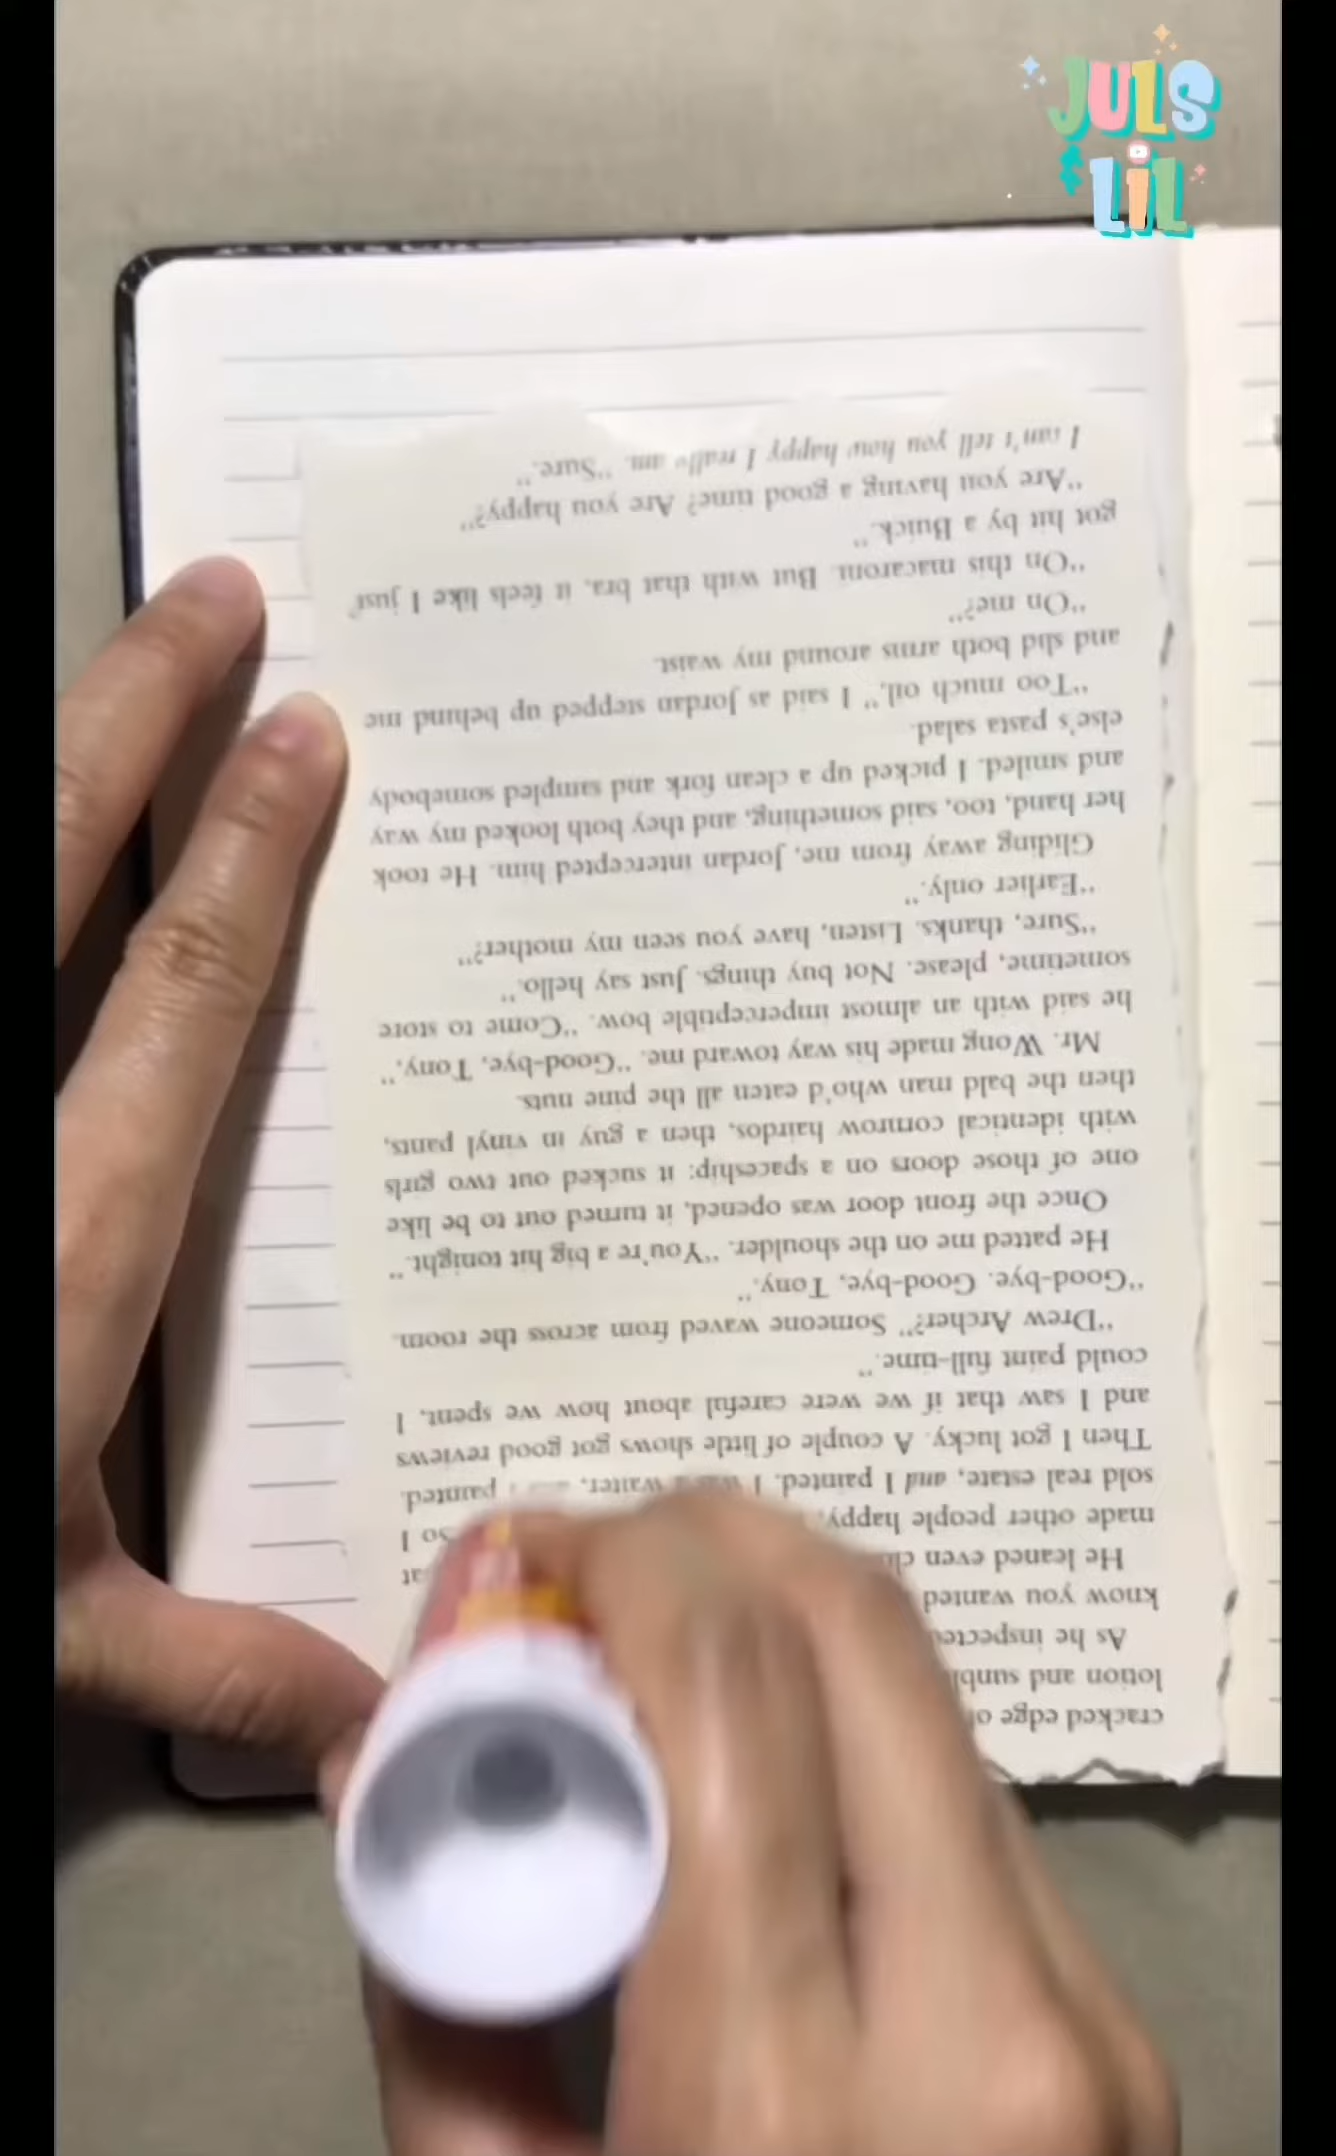 JULS
& LiL
cracked edge o
lotion and sunb
As he inspecte
know you wanted
He leaned even cl at
made other people happy, So I
sold real estate, and I painted. I was a waiter, painted.
Then I got lucky. A couple of little shows got good reviews
and I saw that if we were careful about how we spent, I
could paint full-time."
"Drew Archer?" Someone waved from across the room.
"Good-bye. Good-bye, Tony."
He patted me on the shoulder. "You're a big hit tonight."
Once the front door was opened, it turned out to be like
one of those doors on a spaceship: it sucked out two girls
with identical cornrow hairdos, then a guy in vinyl pants,
then the bald man who'd eaten all the pine nuts.
Mr. Wong made his way toward me. "Good-bye, Tony,"
he said with an almost imperceptible bow. "Come to store
sometime, please. Not buy things. Just say hello."
"Sure, thanks. Listen, have you seen my mother?"
"Earlier only."
Gliding away from me, Jordan intercepted him. He took
her hand, too, said something, and they both looked my way
and smiled. I picked up a clean fork and sampled somebody
else's pasta salad.
"Too much oil," I said as Jordan stepped up behind me
and slid both arms around my waist.
"On me?"
"On this macaroni. But with that bra, it feels like I just
got hit by a Buick."
"Are you having a good time? Are you happy?"
I can't tell you how happy I really am. "Sure."